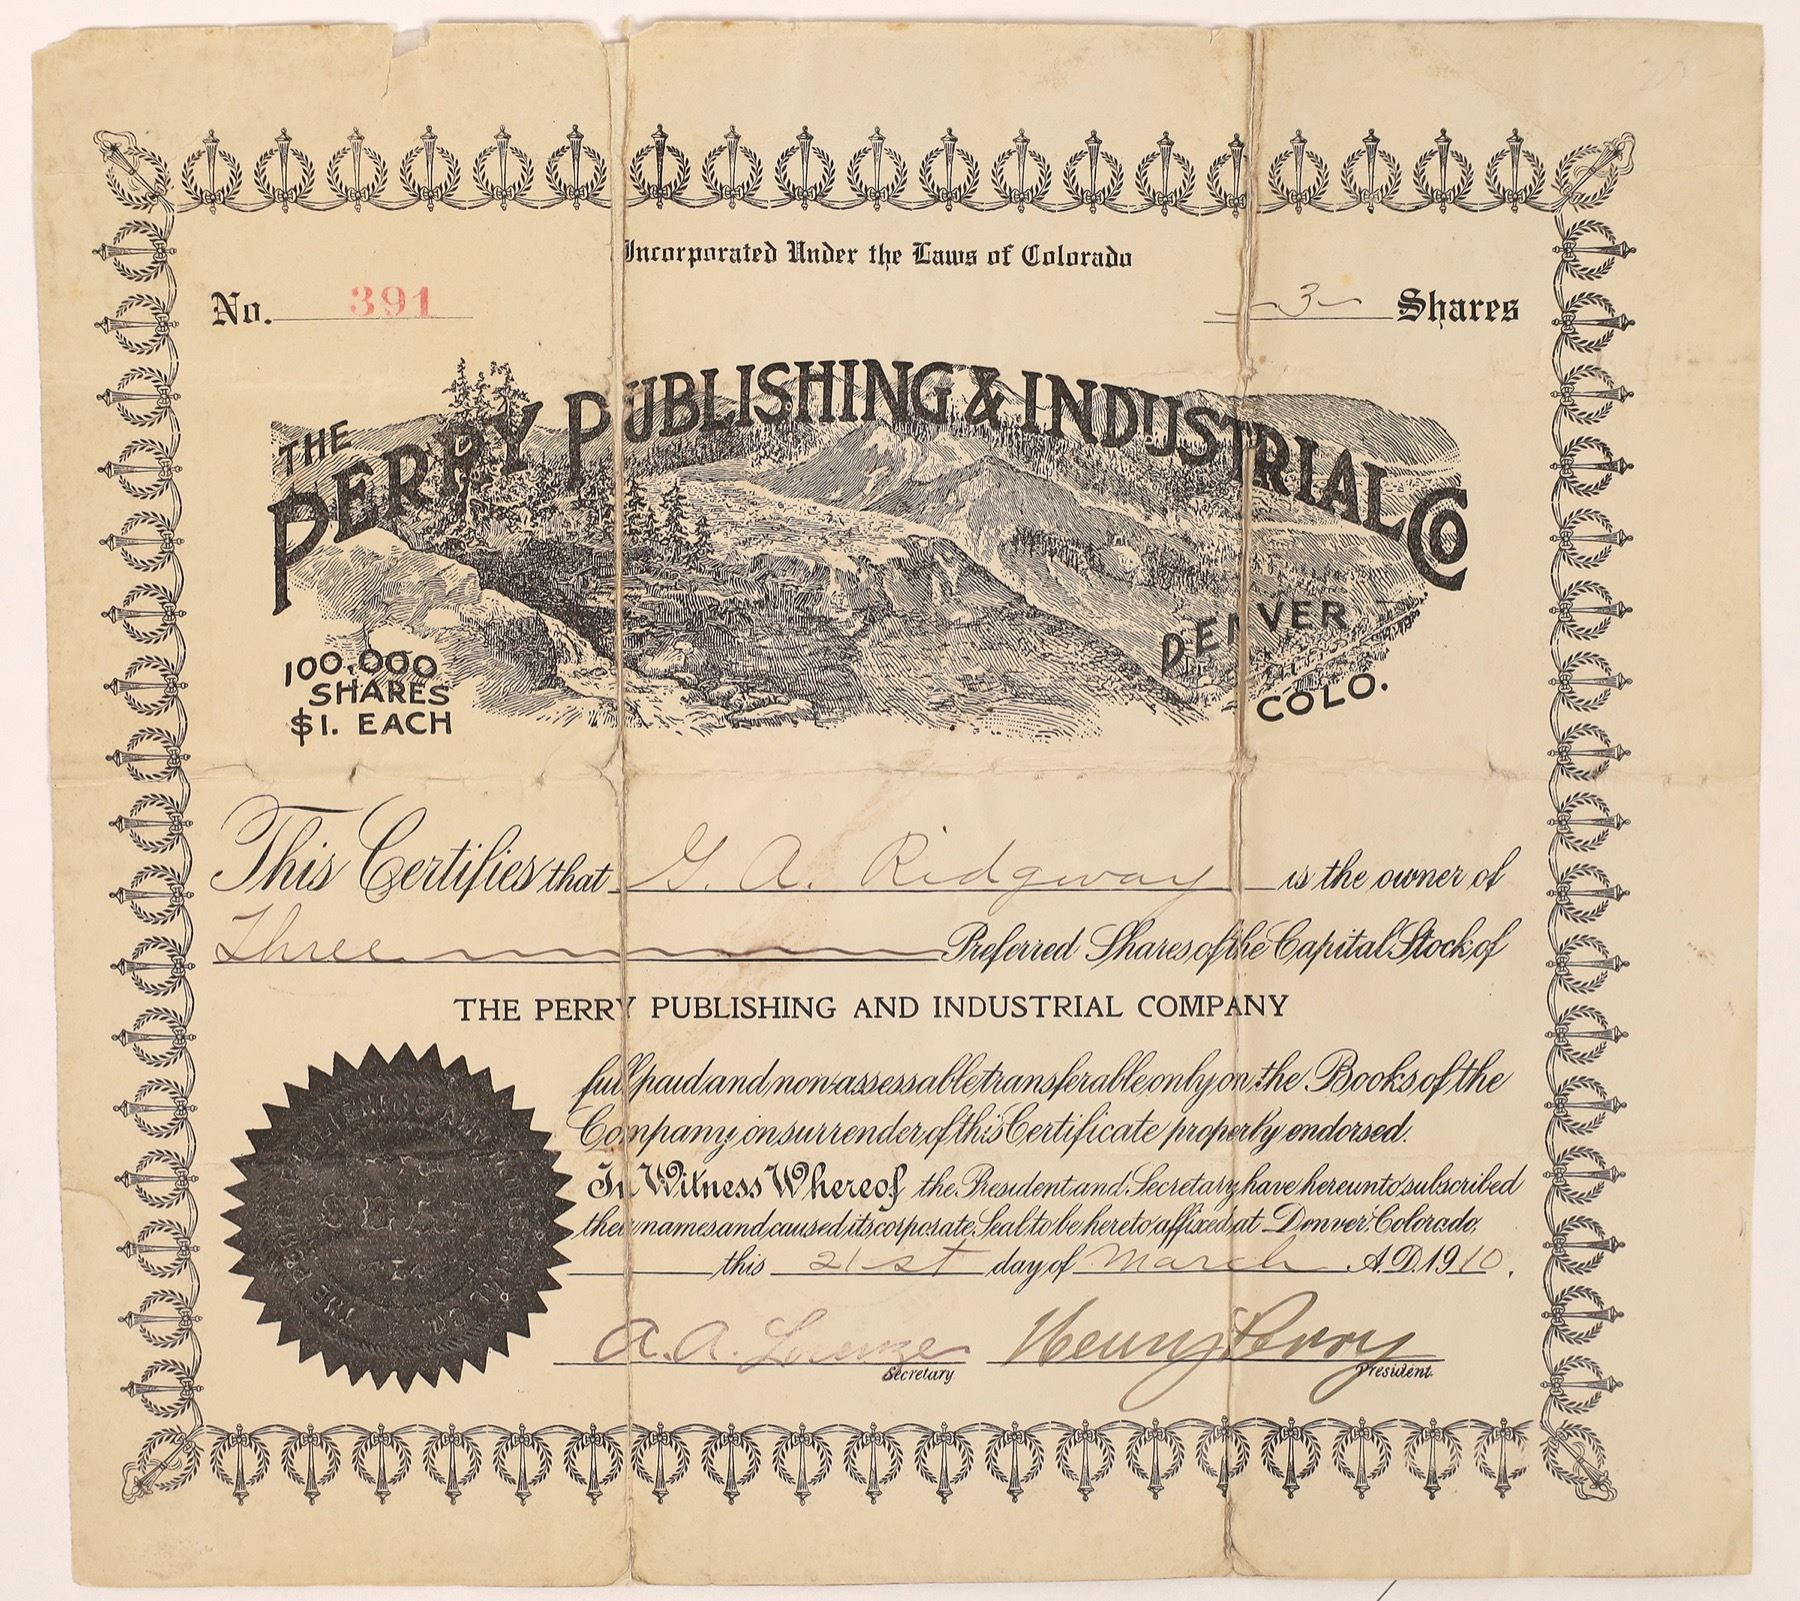 Incorporated Under the Laws of Colorado
No. 391
3 Shares
THE PERRY PUBLISHING & INDUSTRIAL CO
DENVER
COLO.
100,000
SHARES
$1. EACH
This Certifies that G. A. Ridgway is the owner of
Three Preferred Shares of the Capital Stock of
THE PERRY PUBLISHING AND INDUSTRIAL COMPANY
full paid and non-assessable transferable only on the Books of the
Company, on surrender of this Certificate properly endorsed.
In Witness Whereof, the President and Secretary have hereunto subscribed
their names and caused its corporate Seal to be hereto affixed at Denver, Colorado,
this 21st day of March A.D. 1910.
A. A. Henry Perry
Secretary President